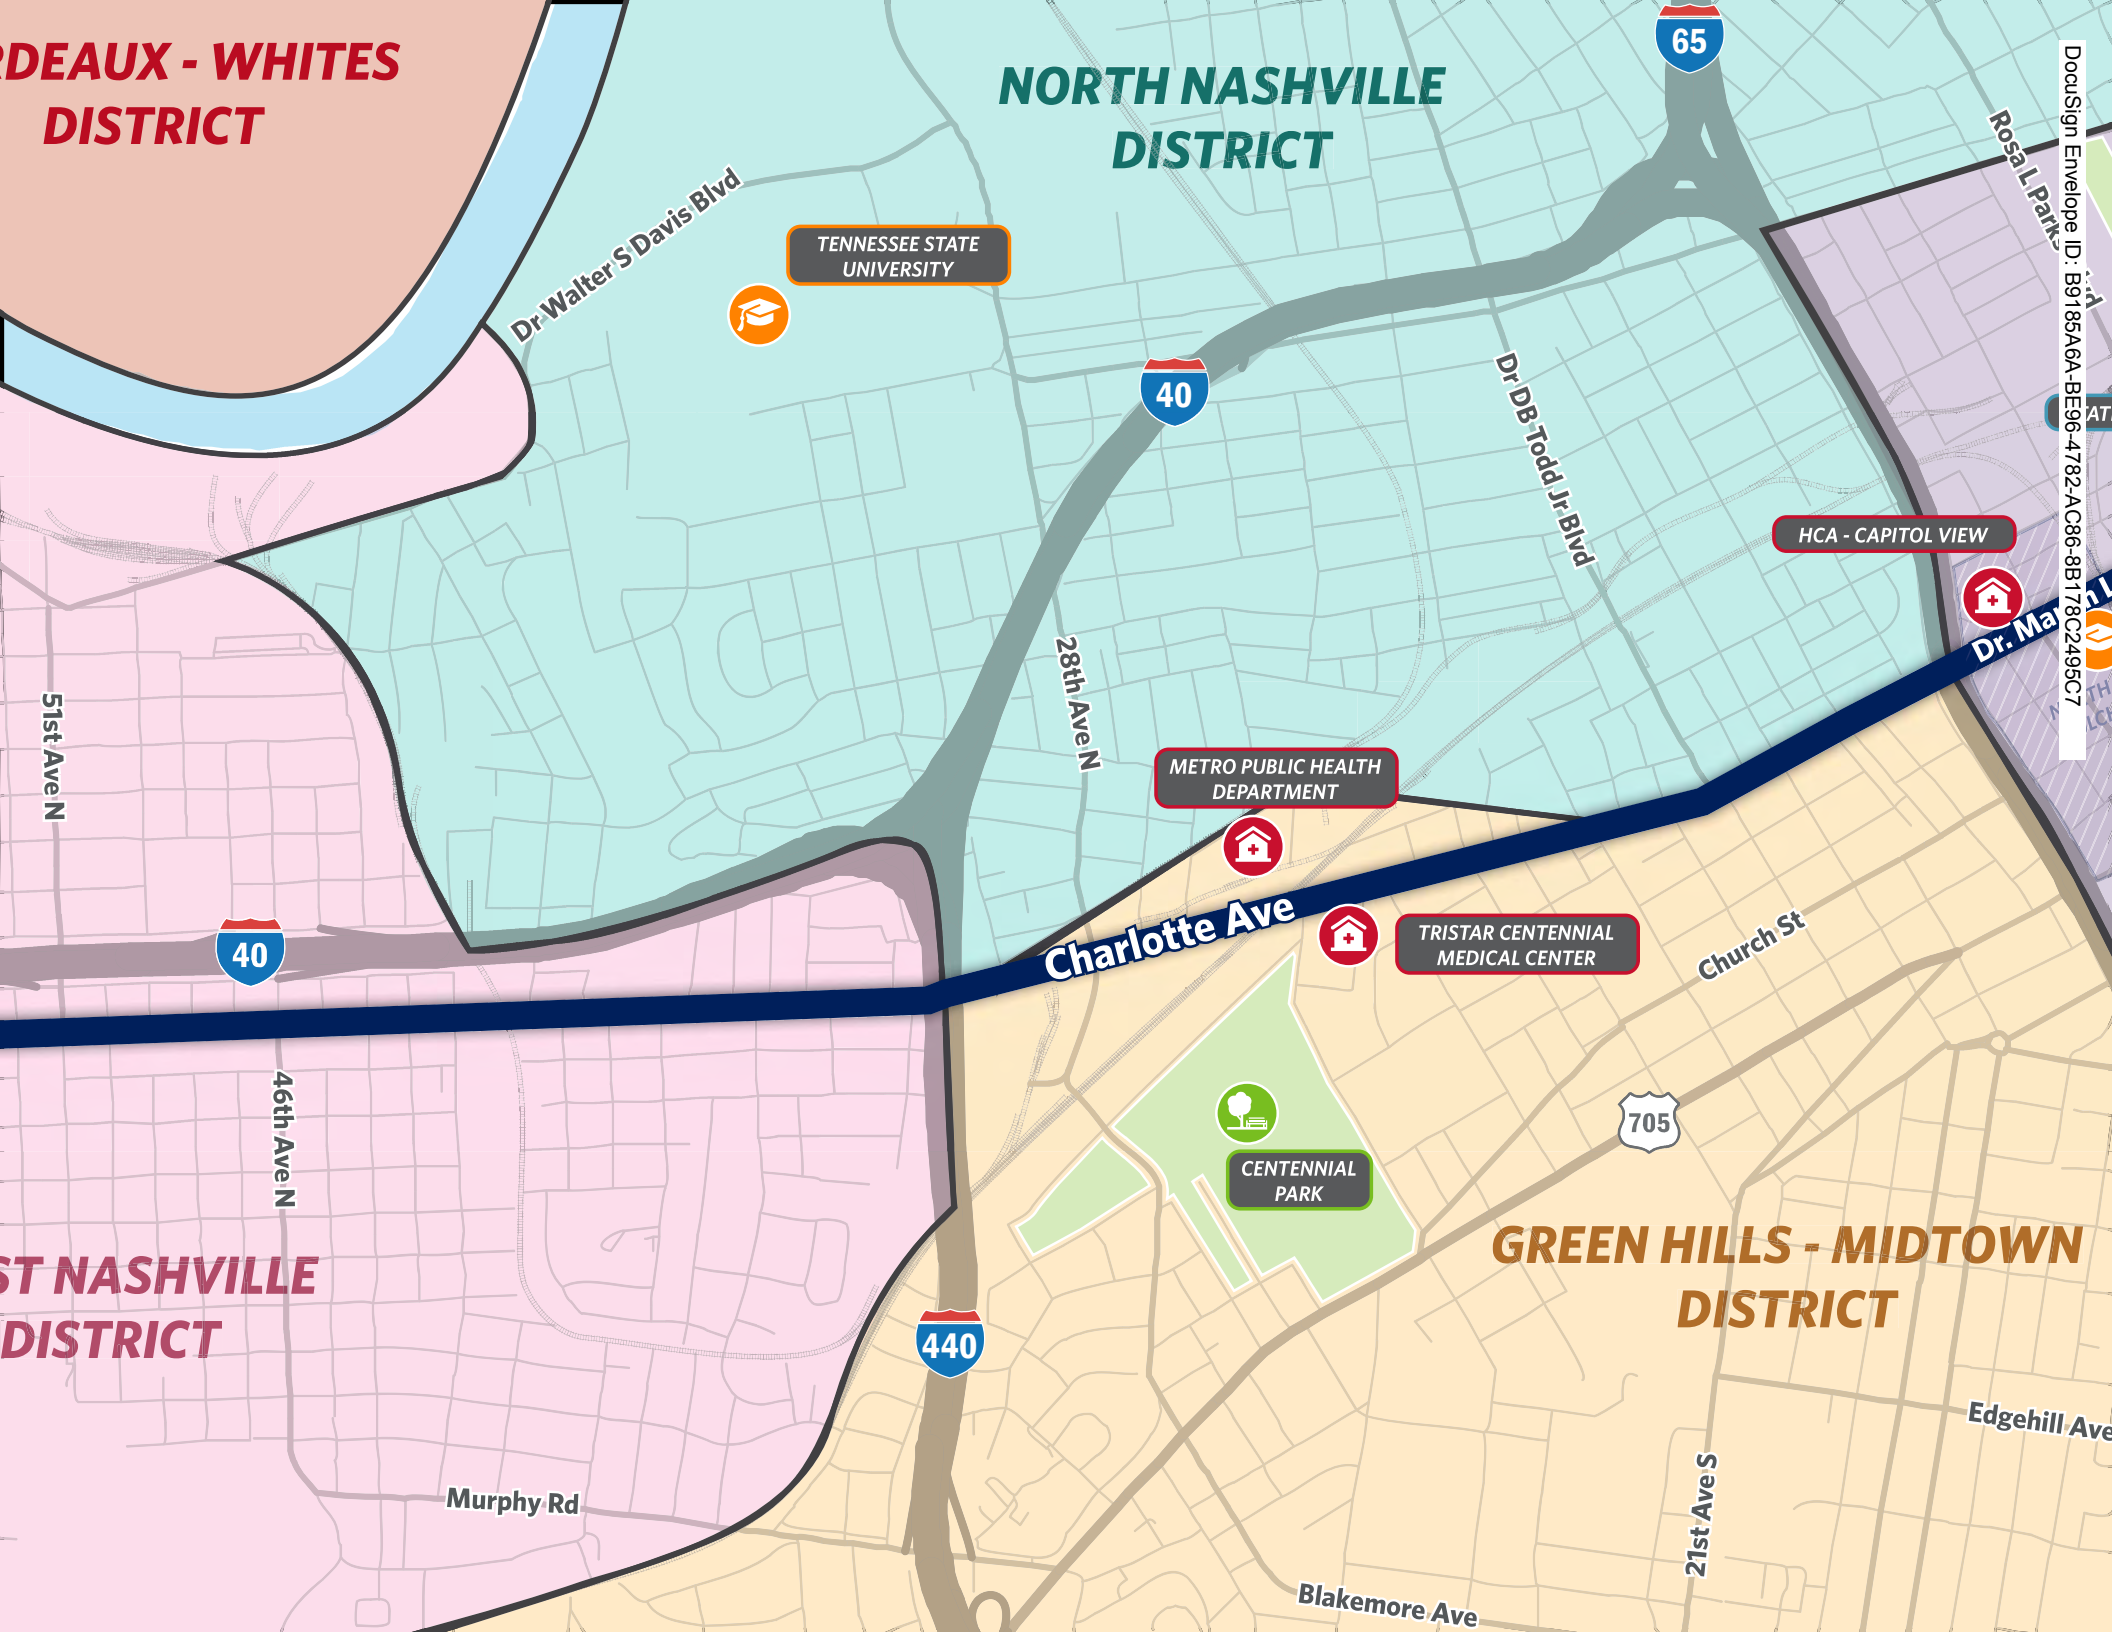 RDEAUX - WHITES
DISTRICT
NORTH NASHVILLE
DISTRICT
65
Rosa L Parks
DocuSign Envelope ID: B9185A6A-BE96-4782-AC86-8B178C2495C7
Dr Walter S Davis Blvd
TENNESSEE STATE
UNIVERSITY
40
Dr DB Todd Jr Blvd
HCA - CAPITOL VIEW
Dr. Ma
28th Ave N
51st Ave N
METRO PUBLIC HEALTH
DEPARTMENT
Charlotte Ave
TRISTAR CENTENNIAL
MEDICAL CENTER
Church St
40
46th Ave N
705
CENTENNIAL
PARK
ST NASHVILLE
DISTRICT
GREEN HILLS - MIDTOWN
DISTRICT
440
Edgehill Ave
Murphy Rd
21st Ave S
Blakemore Ave